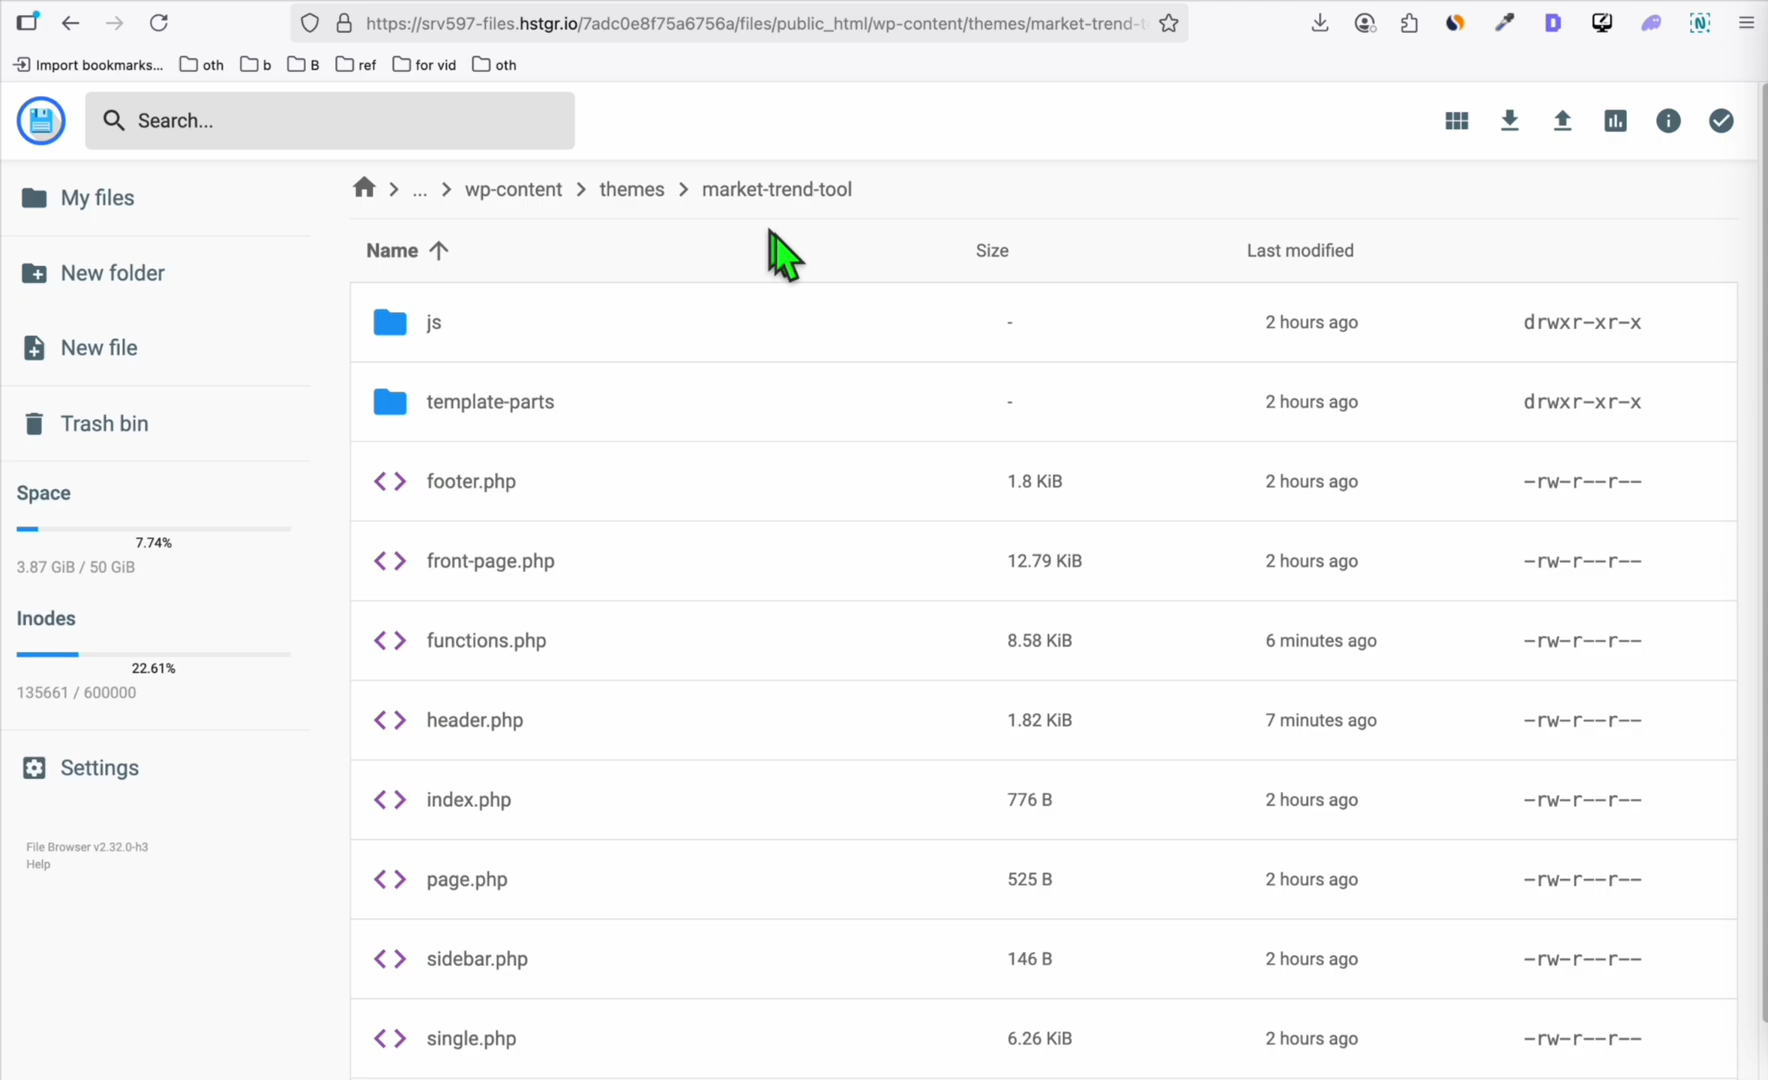 https://srv597-files.hstgr.io/7adc0e8f75a6756a/files/public_html/wp-content/themes/market-trend-t
Import bookmarks...
oth
b
B
ref
for vid
oth
Search...
My files
New folder
New file
Trash bin
Space
7.74%
3.87 GiB / 50 GiB
Inodes
22.61%
135661 / 600000
Settings
File Browser v2.32.0-h3
Help
... wp-content themes market-trend-tool
Name Size Last modified
js - 2 hours ago drwxr-xr-x
template-parts - 2 hours ago drwxr-xr-x
footer.php 1.8 KiB 2 hours ago -rw-r--r--
front-page.php 12.79 KiB 2 hours ago -rw-r--r--
functions.php 8.58 KiB 6 minutes ago -rw-r--r--
header.php 1.82 KiB 7 minutes ago -rw-r--r--
index.php 776 B 2 hours ago -rw-r--r--
page.php 525 B 2 hours ago -rw-r--r--
sidebar.php 146 B 2 hours ago -rw-r--r--
single.php 6.26 KiB 2 hours ago -rw-r--r--